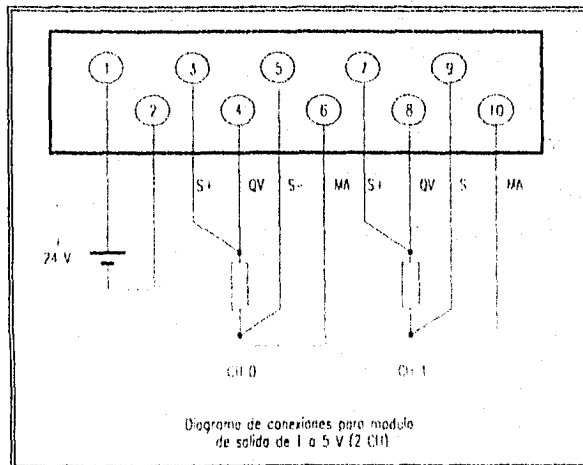 1 3 5 7 9
2 4 6 8 10
S+ QV S- MA S+ QV S MA
+
24 V
CH 0 CH 1
Diagrama de conexiones para modulo
de salida de 1 a 5 V (2 CH)